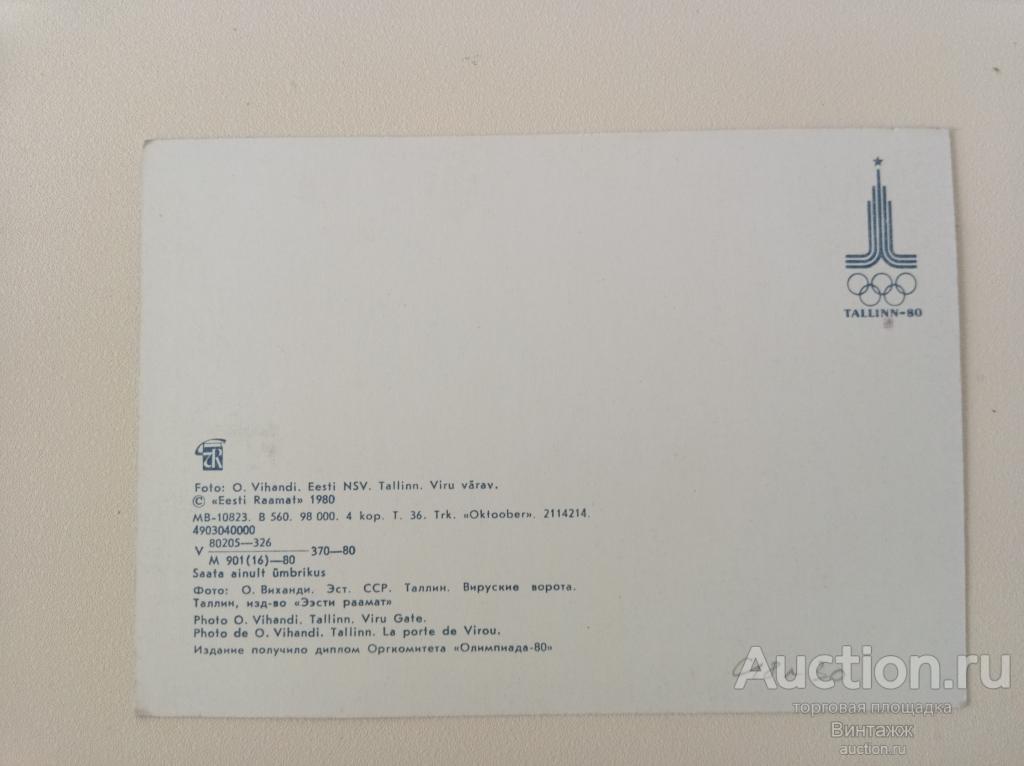 TALLINN-80
ER
Foto: O. Vihandi. Eesti NSV. Tallinn. Viru värav.
© «Eesti Raamat» 1980
MB-10823. B 560. 98 000. 4 kop. T. 36. Trk. «Oktoober». 2114214.
4903040000
V 80205—326
M 901(16)—80 370—80
Saata ainult ümbrikus
Фото: О. Виханди. Эст. ССР. Таллин. Вируские ворота.
Таллин, изд-во «Ээсти раамат»
Photo O. Vihandi. Tallinn. Viru Gate.
Photo de O. Vihandi. Tallinn. La porte de Virou.
Издание получило диплом Оргкомитета «Олимпиада-80»
Auction.ru
торговая площадка
Винтажж
auction.ru